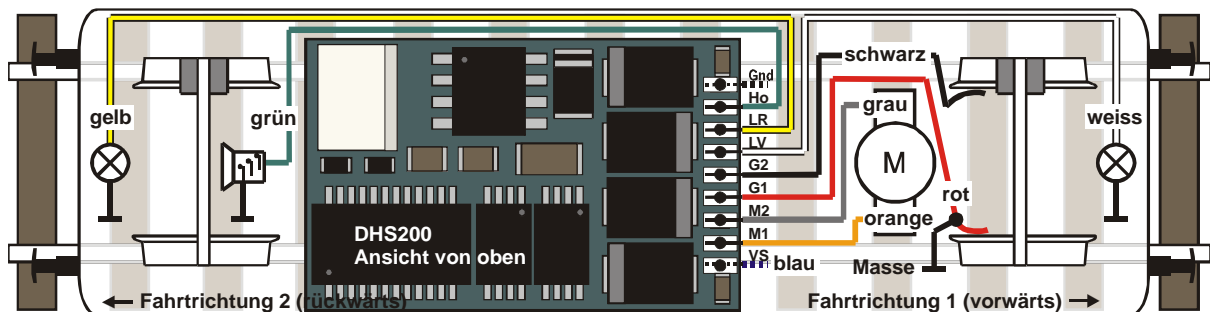 gelb
grün
DHS200
Ansicht von oben
Gnd
Ho
LR
LV
G2
G1
M2
M1
VS
schwarz
grau
M
orange
rot
blau
Masse
weiss
← Fahrtrichtung 2 (rückwärts)
Fahrtrichtung 1 (vorwärts) →